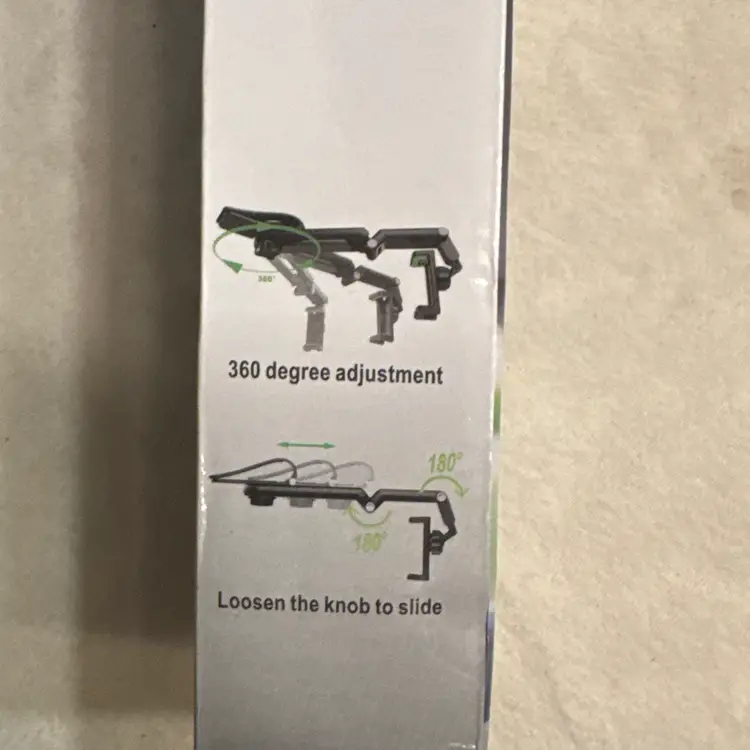 360°
360 degree adjustment
180°
180°
Loosen the knob to slide